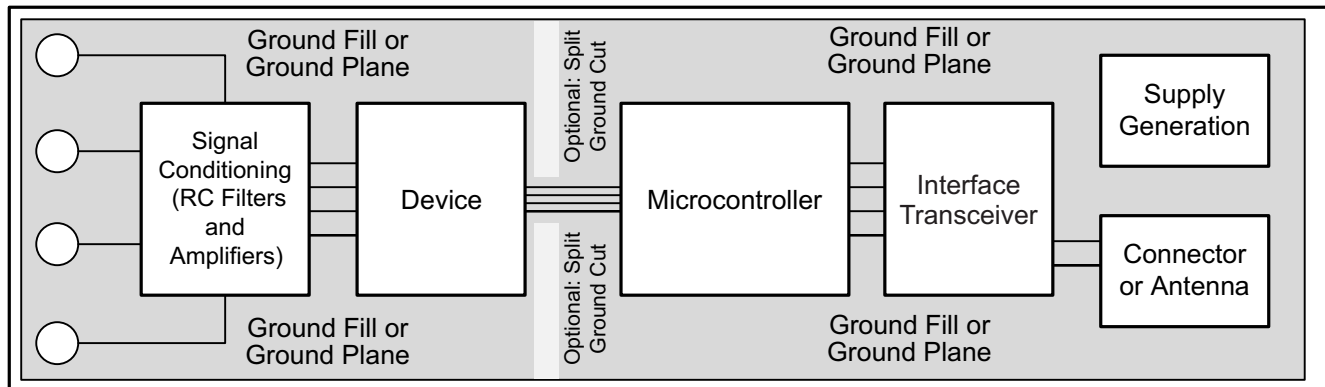 Ground Fill or
Ground Plane
Optional: Split
Ground Cut
Ground Fill or
Ground Plane
Supply
Generation
Signal
Conditioning
(RC Filters
and
Amplifiers)
Device
Microcontroller
Interface
Transceiver
Connector
or Antenna
Ground Fill or
Ground Plane
Optional: Split
Ground Cut
Ground Fill or
Ground Plane